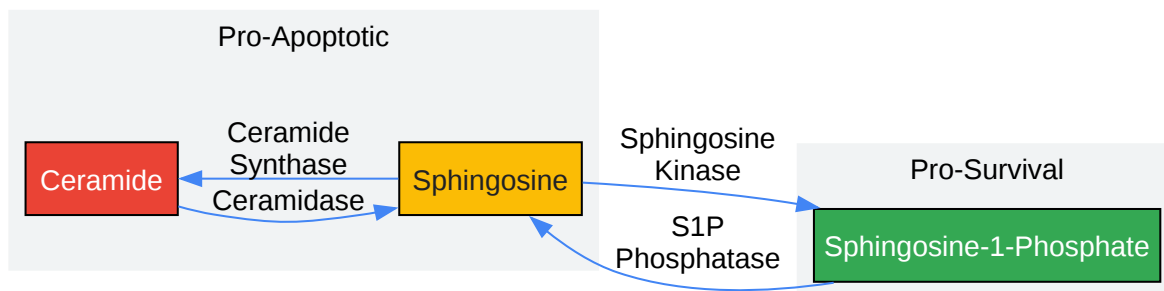 Pro-Apoptotic
Ceramide
Synthase
Ceramide
Ceramidase
Sphingosine
Sphingosine
Kinase
S1P
Phosphatase
Pro-Survival
Sphingosine-1-Phosphate